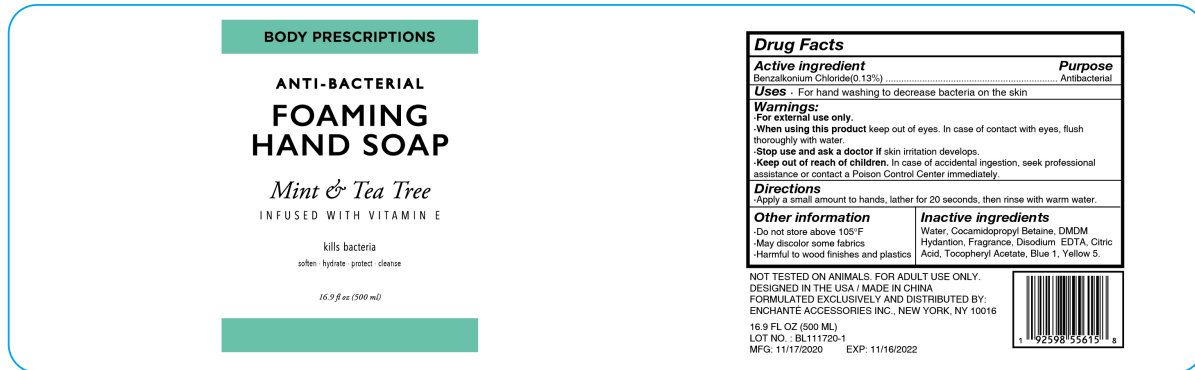 BODY PRESCRIPTIONS
ANTI-BACTERIAL
FOAMING
HAND SOAP
Mint & Tea Tree
INFUSED WITH VITAMIN E
kills bacteria
soften · hydrate · protect · cleanse
16.9 fl oz (500 ml)
Drug Facts
Active ingredient Purpose
Benzalkonium Chloride(0.13%) ............................................................ Antibacterial
Uses · For hand washing to decrease bacteria on the skin
Warnings:
·For external use only.
·When using this product keep out of eyes. In case of contact with eyes, flush
thoroughly with water.
·Stop use and ask a doctor if skin irritation develops.
·Keep out of reach of children. In case of accidental ingestion, seek professional
assistance or contact a Poison Control Center immediately.
Directions
·Apply a small amount to hands, lather for 20 seconds, then rinse with warm water.
Other information
·Do not store above 105°F
·May discolor some fabrics
·Harmful to wood finishes and plastics
Inactive ingredients
Water, Cocamidopropyl Betaine, DMDM
Hydantion, Fragrance, Disodium EDTA, Citric
Acid, Tocopheryl Acetate, Blue 1, Yellow 5.
NOT TESTED ON ANIMALS. FOR ADULT USE ONLY.
DESIGNED IN THE USA / MADE IN CHINA
FORMULATED EXCLUSIVELY AND DISTRIBUTED BY:
ENCHANTÉ ACCESSORIES INC., NEW YORK, NY 10016
16.9 FL OZ (500 ML)
LOT NO. : BL111720-1
MFG: 11/17/2020 EXP: 11/16/2022
1 92598 55615 8